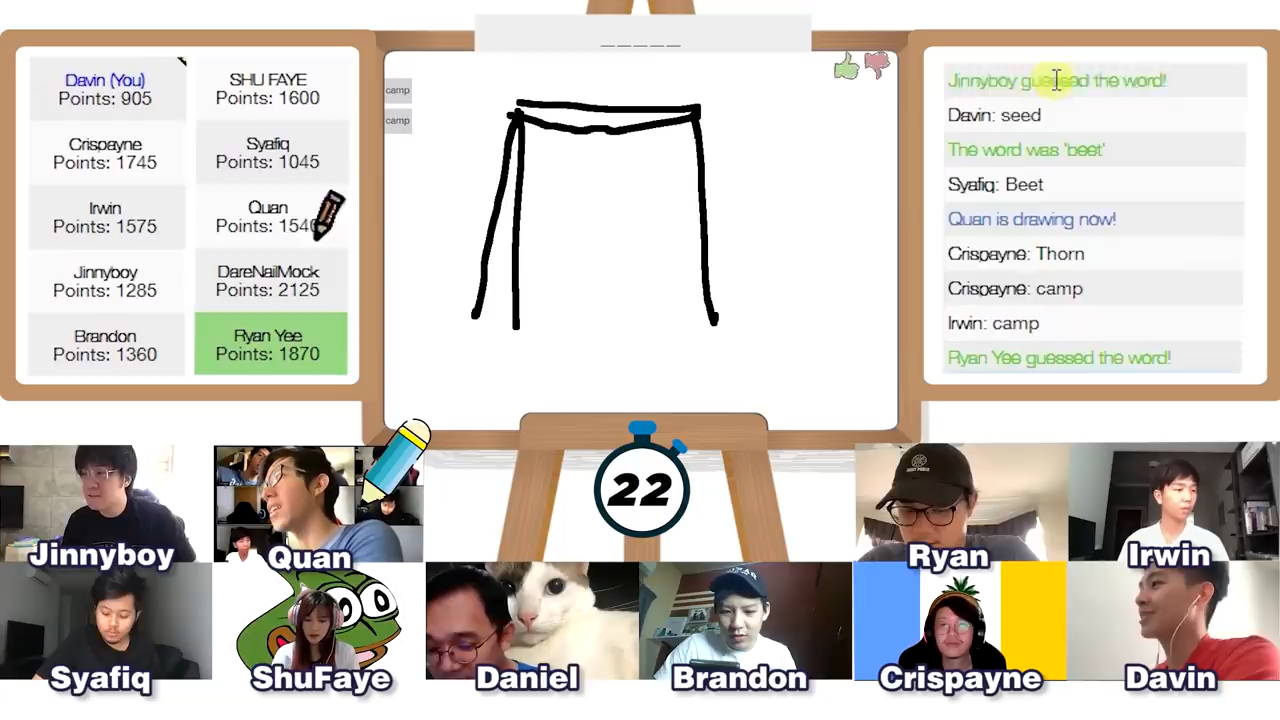 _ _ _ _ _
Davin (You)
Points: 905
SHU FAYE
Points: 1600
Crispayne
Points: 1745
Syafiq
Points: 1045
Irwin
Points: 1575
Quan
Points: 154
Jinnyboy
Points: 1285
DareNailMock
Points: 2125
Brandon
Points: 1360
Ryan Yee
Points: 1870
camp
camp
Jinnyboy guessed the word!
Davin: seed
The word was 'beet'
Syafiq: Beet
Quan is drawing now!
Crispayne: Thorn
Crispayne: camp
Irwin: camp
Ryan Yee guessed the word!
22
Jinnyboy
Quan
Ryan
Irwin
Syafiq
ShuFaye
Daniel
Brandon
Crispayne
Davin